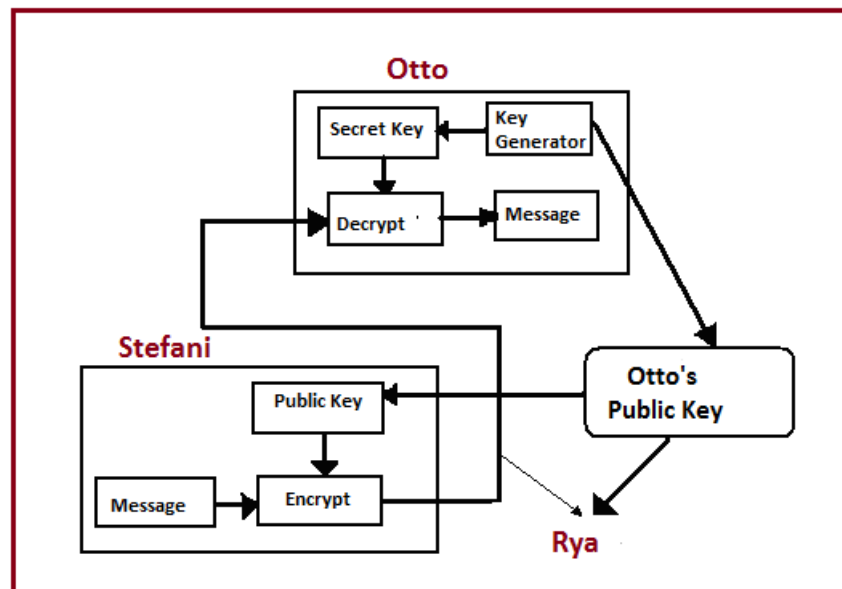 Otto
Secret Key
Key
Generator
Decrypt
Message
Stefani
Public Key
Otto's
Public Key
Message
Encrypt
Rya